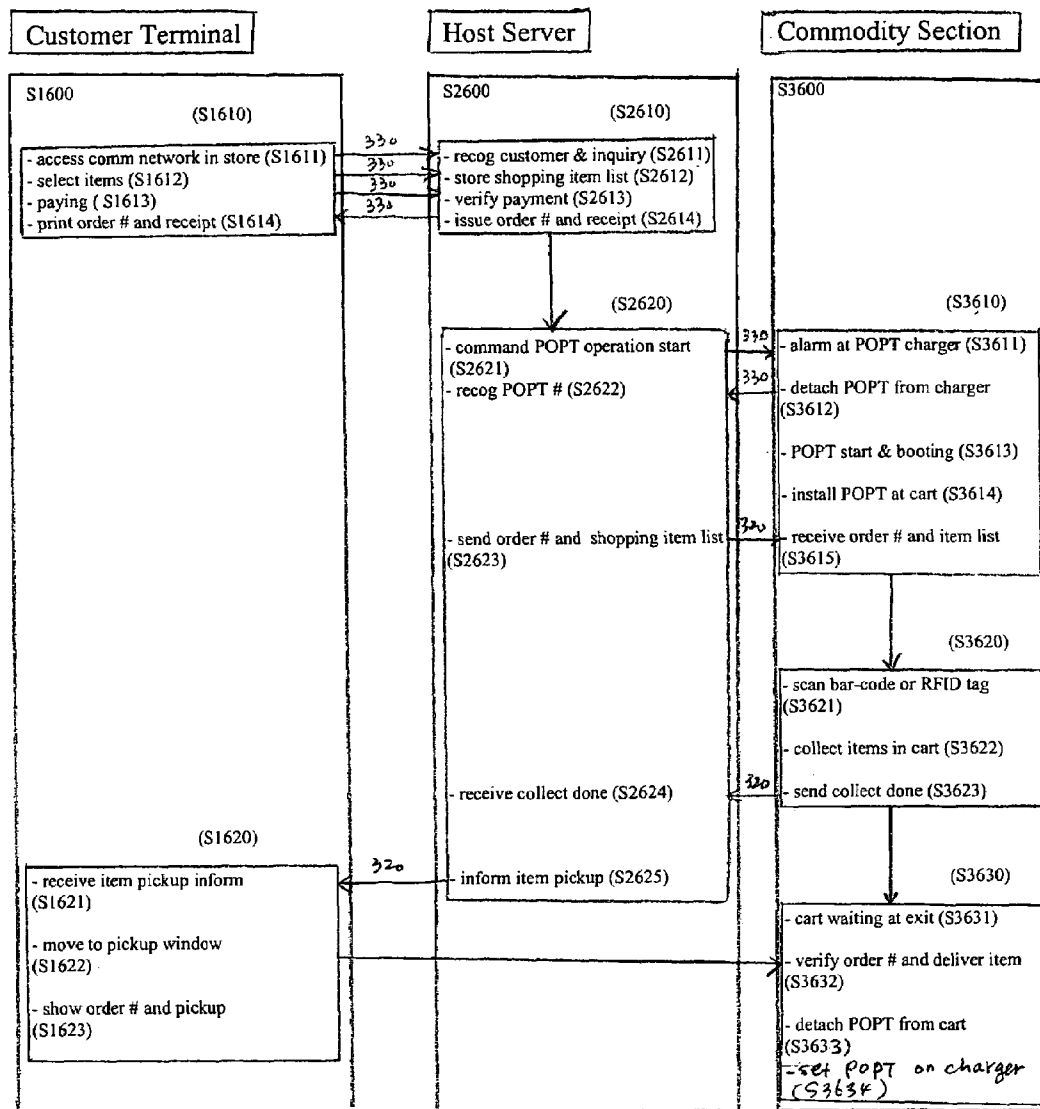 Customer Terminal
Host Server
Commodity Section
S1600
(S1610)
- access comm network in store (S1611)
- select items (S1612)
- paying ( S1613)
- print order # and receipt (S1614)
330
330
330
330
S2600
(S2610)
- recog customer & inquiry (S2611)
- store shopping item list (S2612)
- verify payment (S2613)
- issue order # and receipt (S2614)
S3600
(S2620)
- command POPT operation start
(S2621)
- recog POPT # (S2622)
- send order # and shopping item list
(S2623)
- receive collect done (S2624)
- inform item pickup (S2625)
330
330
320
320
320
(S3610)
- alarm at POPT charger (S3611)
- detach POPT from charger
(S3612)
- POPT start & booting (S3613)
- install POPT at cart (S3614)
- receive order # and item list
(S3615)
(S3620)
- scan bar-code or RFID tag
(S3621)
- collect items in cart (S3622)
- send collect done (S3623)
(S1620)
- receive item pickup inform
(S1621)
- move to pickup window
(S1622)
- show order # and pickup
(S1623)
(S3630)
- cart waiting at exit (S3631)
- verify order # and deliver item
(S3632)
- detach POPT from cart
(S3633)
- set POPT on charger
(S3634)